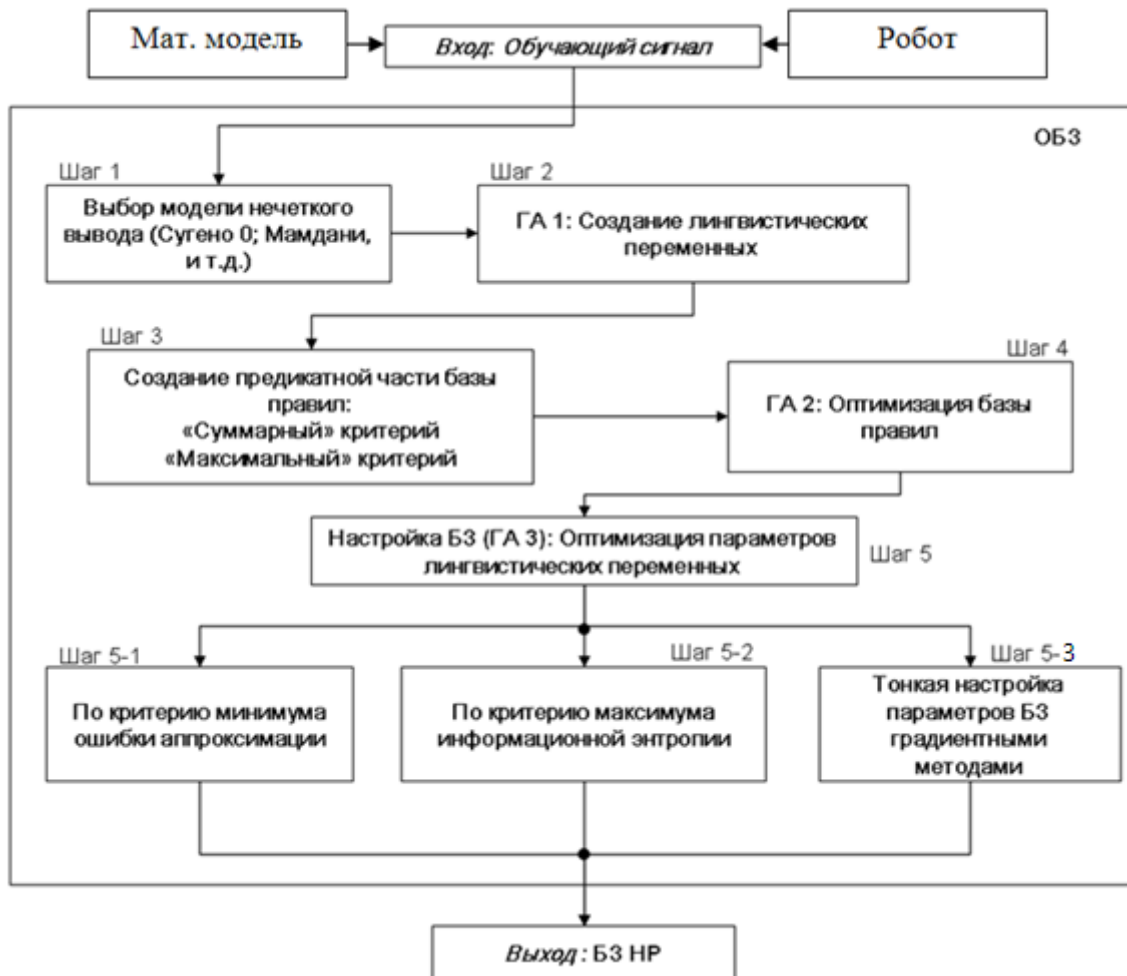 Мат. модель
Вход: Обучающий сигнал
Робот
ОБЗ
Шаг 1
Выбор модели нечеткого
вывода (Сугено 0; Мамдани,
и т.д.)
Шаг 2
ГА 1: Создание лингвистических
переменных
Шаг 3
Создание предикатной части базы
правил:
«Суммарный» критерий
«Максимальный» критерий
Шаг 4
ГА 2: Оптимизация базы
правил
Настройка БЗ (ГА 3): Оптимизация параметров
лингвистических переменных
Шаг 5
Шаг 5-1
По критерию минимума
ошибки аппроксимации
Шаг 5-2
По критерию максимума
информационной энтропии
Шаг 5-3
Тонкая настройка
параметров БЗ
градиентными
методами
Выход: БЗ НР